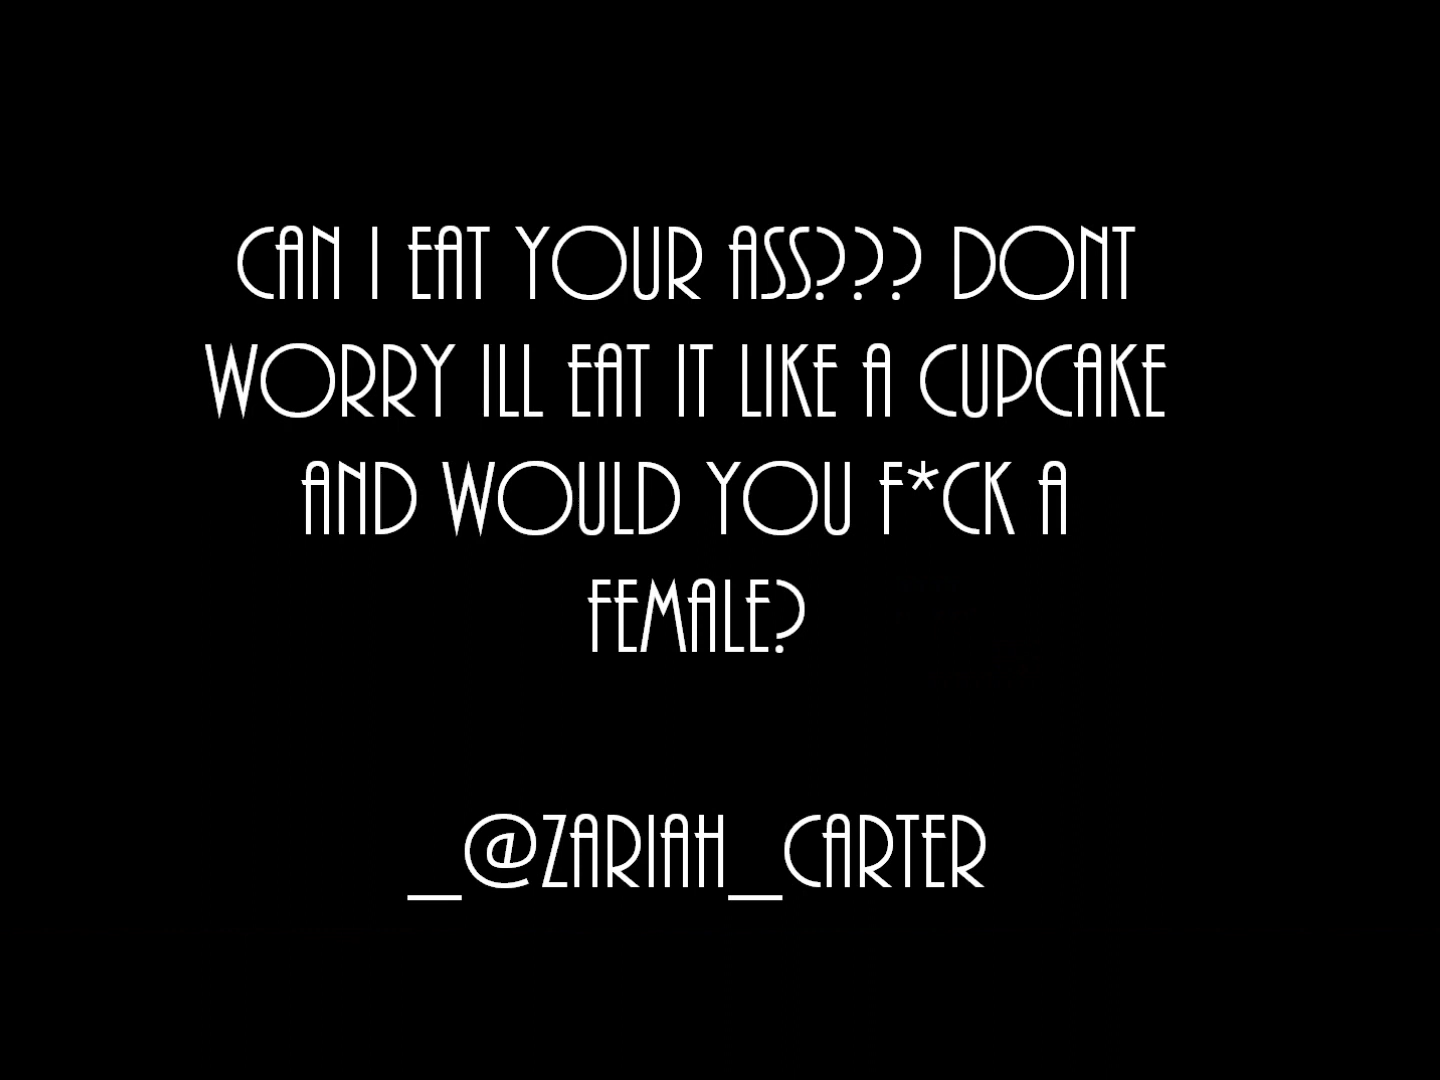 CAN I EAT YOUR ASS??? DONT
WORRY ILL EAT IT LIKE A CUPCAKE
AND WOULD YOU F*CK A
FEMALE?
_@ZARIAH_CARTER